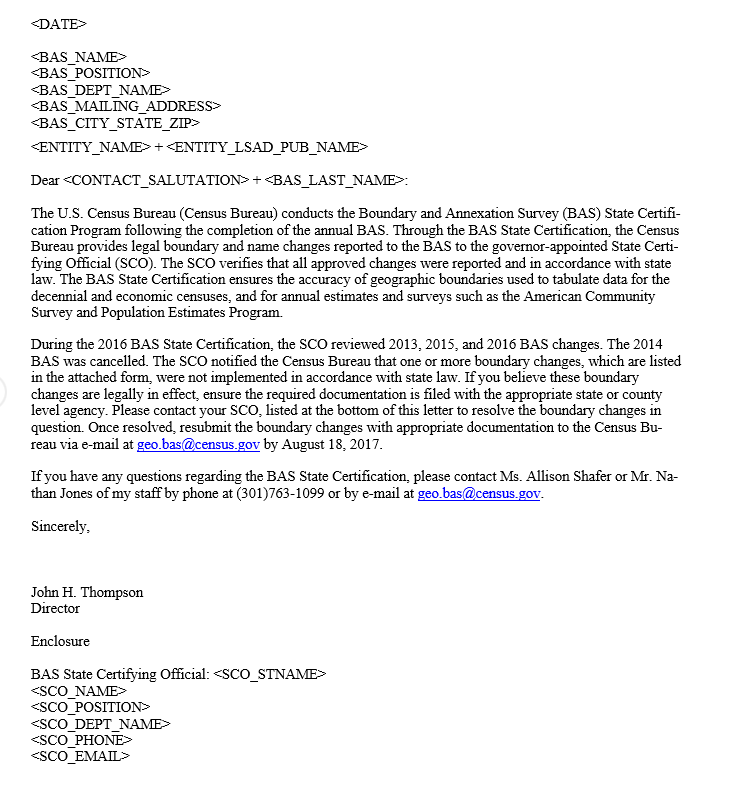 <DATE>
<BAS_NAME>
<BAS_POSITION>
<BAS_DEPT_NAME>
<BAS_MAILING_ADDRESS>
<BAS_CITY_STATE_ZIP>
<ENTITY_NAME> + <ENTITY_LSAD_PUB_NAME>
Dear <CONTACT_SALUTATION> + <BAS_LAST_NAME>:
The U.S. Census Bureau (Census Bureau) conducts the Boundary and Annexation Survey (BAS) State Certifi-
cation Program following the completion of the annual BAS. Through the BAS State Certification, the Census
Bureau provides legal boundary and name changes reported to the BAS to the governor-appointed State Certi-
fying Official (SCO). The SCO verifies that all approved changes were reported and in accordance with state
law. The BAS State Certification ensures the accuracy of geographic boundaries used to tabulate data for the
decennial and economic censuses, and for annual estimates and surveys such as the American Community
Survey and Population Estimates Program.
During the 2016 BAS State Certification, the SCO reviewed 2013, 2015, and 2016 BAS changes. The 2014
BAS was cancelled. The SCO notified the Census Bureau that one or more boundary changes, which are listed
in the attached form, were not implemented in accordance with state law. If you believe these boundary
changes are legally in effect, ensure the required documentation is filed with the appropriate state or county
level agency. Please contact your SCO, listed at the bottom of this letter to resolve the boundary changes in
question. Once resolved, resubmit the boundary changes with appropriate documentation to the Census Bu-
reau via e-mail at geo.bas@census.gov by August 18, 2017.
If you have any questions regarding the BAS State Certification, please contact Ms. Allison Shafer or Mr. Na-
than Jones of my staff by phone at (301)763-1099 or by e-mail at geo.bas@census.gov.
Sincerely,
John H. Thompson
Director
Enclosure
BAS State Certifying Official: <SCO_STNAME>
<SCO_NAME>
<SCO_POSITION>
<SCO_DEPT_NAME>
<SCO_PHONE>
<SCO_EMAIL>